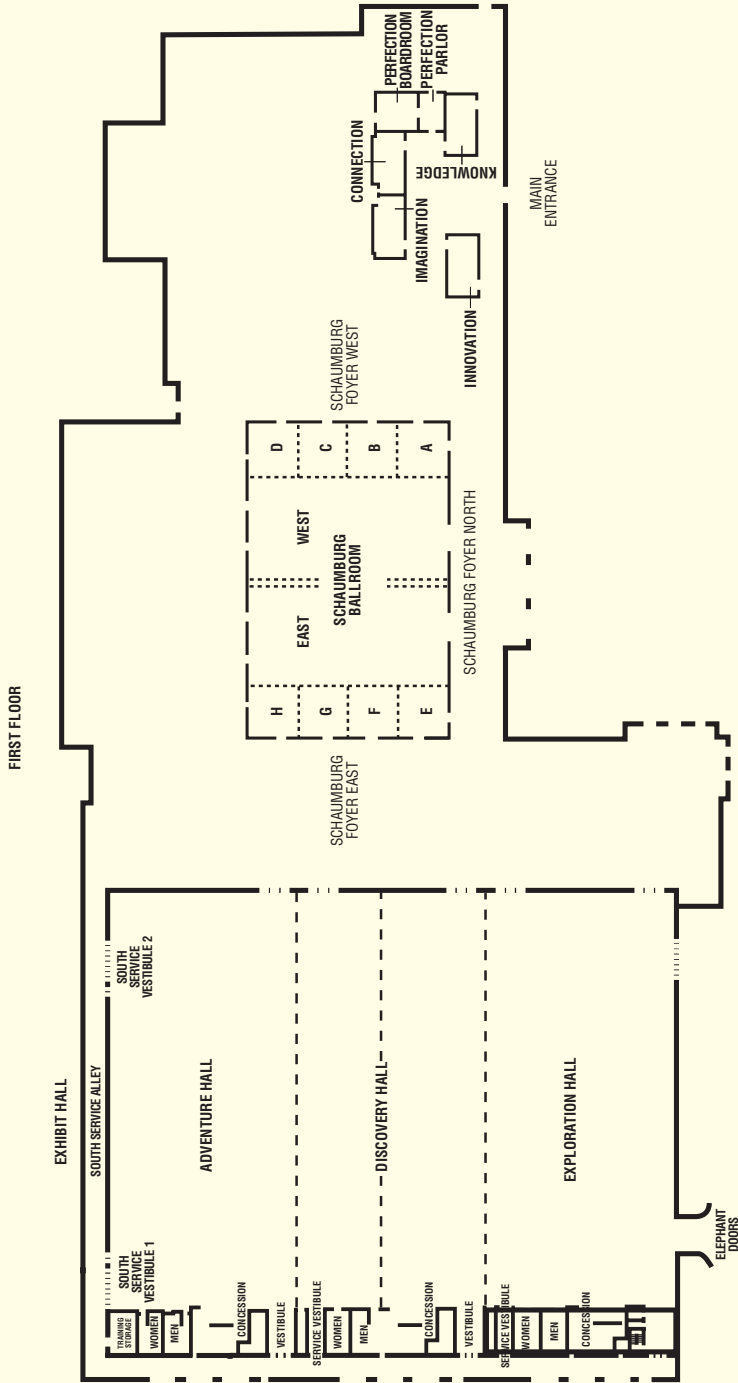 FIRST FLOOR
EXHIBIT HALL
SOUTH SERVICE ALLEY
SOUTH
SERVICE
VESTIBULE 1
SOUTH
SERVICE
VESTIBULE 2
TRAINING
STORAGE
WOMEN
MEN
CONCESSION
VESTIBULE
SERVICE VESTIBULE
WOMEN
MEN
CONCESSION
VESTIBULE
SERVICE VESTIBULE
WOMEN
MEN
CONCESSION
ADVENTURE HALL
DISCOVERY HALL
EXPLORATION HALL
ELEPHANT
DOORS
SCHAUMBURG
FOYER EAST
H
G
F
E
EAST
WEST
SCHAUMBURG
BALLROOM
D
C
B
A
SCHAUMBURG FOYER NORTH
SCHAUMBURG
FOYER WEST
CONNECTION
IMAGINATION
INNOVATION
PERFECTION
BOARDROOM
PERFECTION
PARLOR
KNOWLEDGE
MAIN
ENTRANCE